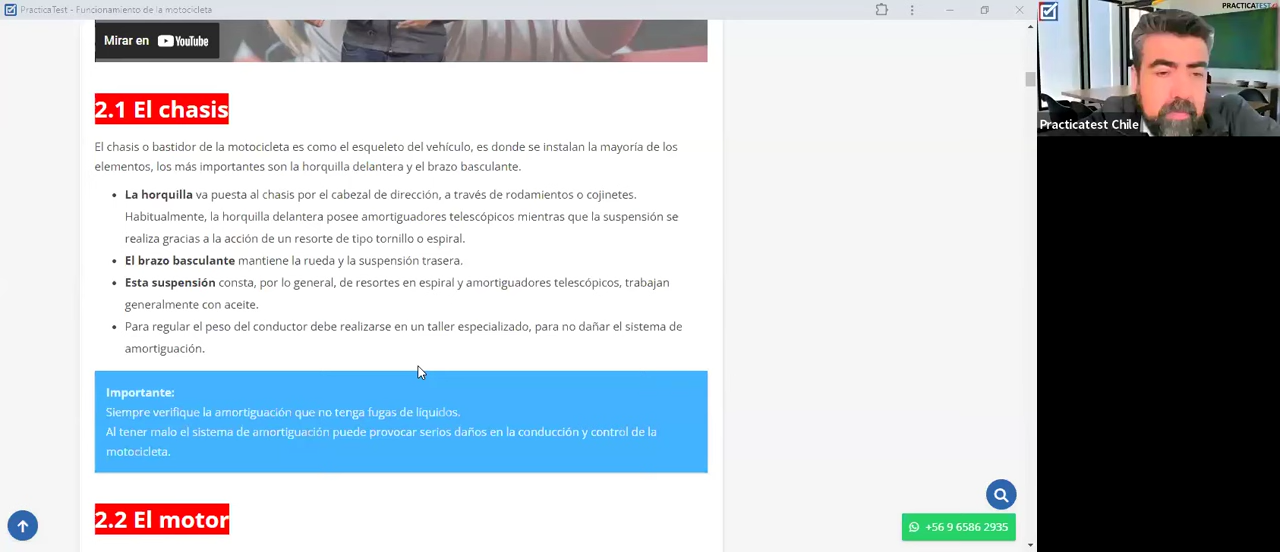 PracticaTest - Funcionamiento de la motocicleta
PRACTICATEST
Mirar en YouTube
Practicatest Chile
2.1 El chasis
El chasis o bastidor de la motocicleta es como el esqueleto del vehículo, es donde se instalan la mayoría de los
elementos, los más importantes son la horquilla delantera y el brazo basculante.
• La horquilla va puesta al chasis por el cabezal de dirección, a través de rodamientos o cojinetes.
Habitualmente, la horquilla delantera posee amortiguadores telescópicos mientras que la suspensión se
realiza gracias a la acción de un resorte de tipo tornillo o espiral.
• El brazo basculante mantiene la rueda y la suspensión trasera.
• Esta suspensión consta, por lo general, de resortes en espiral y amortiguadores telescópicos, trabajan
generalmente con aceite.
• Para regular el peso del conductor debe realizarse en un taller especializado, para no dañar el sistema de
amortiguación.
Importante:
Siempre verifique la amortiguación que no tenga fugas de líquidos.
Al tener malo el sistema de amortiguación puede provocar serios daños en la conducción y control de la
motocicleta.
2.2 El motor
+56 9 6586 2935